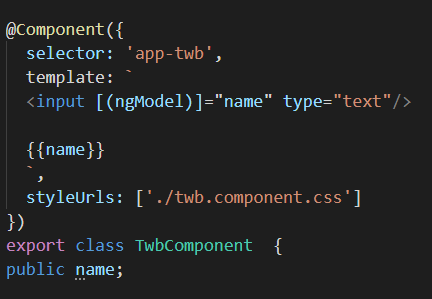 @Component({
selector: 'app-twb',
template: `
<input [(ngModel)]="name" type="text"/>
{{name}}
`,
styleUrls: ['./twb.component.css']
})
export class TwbComponent  {
public name;